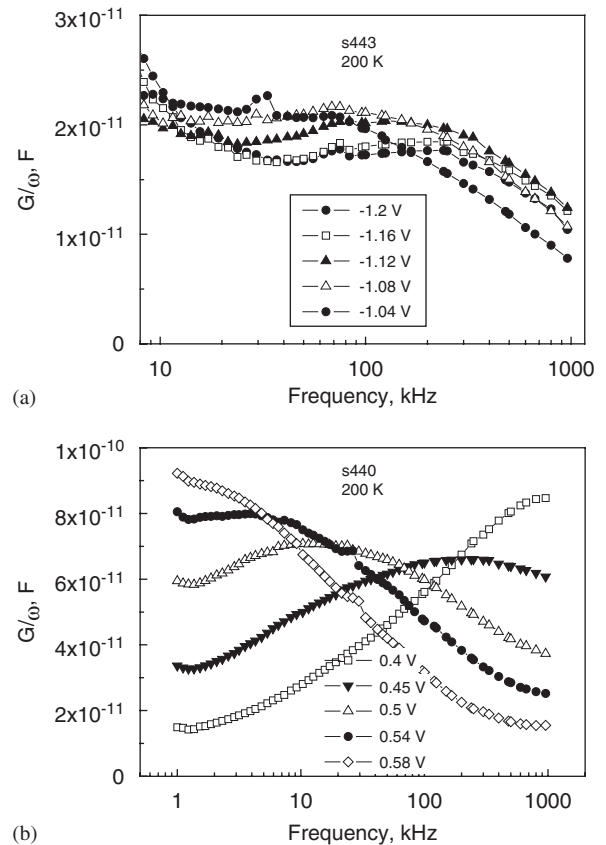 3x10⁻¹¹
s443
200 K
2x10⁻¹¹
G/ω, F
1x10⁻¹¹
-1.2 V
-1.16 V
-1.12 V
-1.08 V
-1.04 V
0
10 100 1000
(a)
Frequency, kHz
1x10⁻¹⁰
s440
200 K
8x10⁻¹¹
6x10⁻¹¹
G/ω, F
4x10⁻¹¹
0.4 V
0.45 V
2x10⁻¹¹
0.5 V
0.54 V
0.58 V
0
1 10 100 1000
(b)
Frequency, kHz